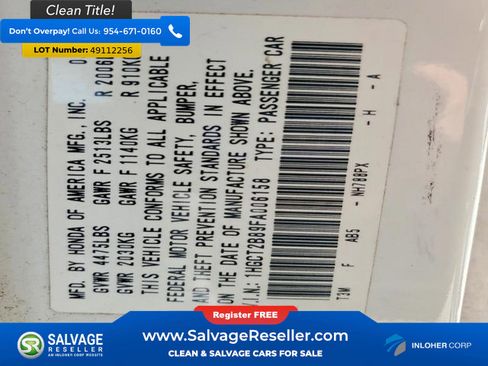 Clean Title!
Don't Overpay! Call Us: 954-671-0160
LOT Number: 49112256
MFD. BY HONDA OF AMERICA MFG., INC. 0
GVWR 4475LBS GAWR F 2513LBS R 2006L
GVWR 2030KG GAWR F 1140KG R 910KG
THIS VEHICLE CONFORMS TO ALL APPLICABLE
FEDERAL MOTOR VEHICLE SAFETY, BUMPER,
AND THEFT PREVENTION STANDARDS IN EFFECT
ON THE DATE OF MANUFACTURE SHOWN ABOVE.
V.I.N.: 1HGCT2B89FA006158 TYPE: PASSENGER CAR
T3M F AB5 - NH788PX - H - A
Register FREE
SALVAGE RESELLER
AN INLOHER CORP WEBSITE
www.SalvageReseller.com
CLEAN & SALVAGE CARS FOR SALE
INLOHER CORP.